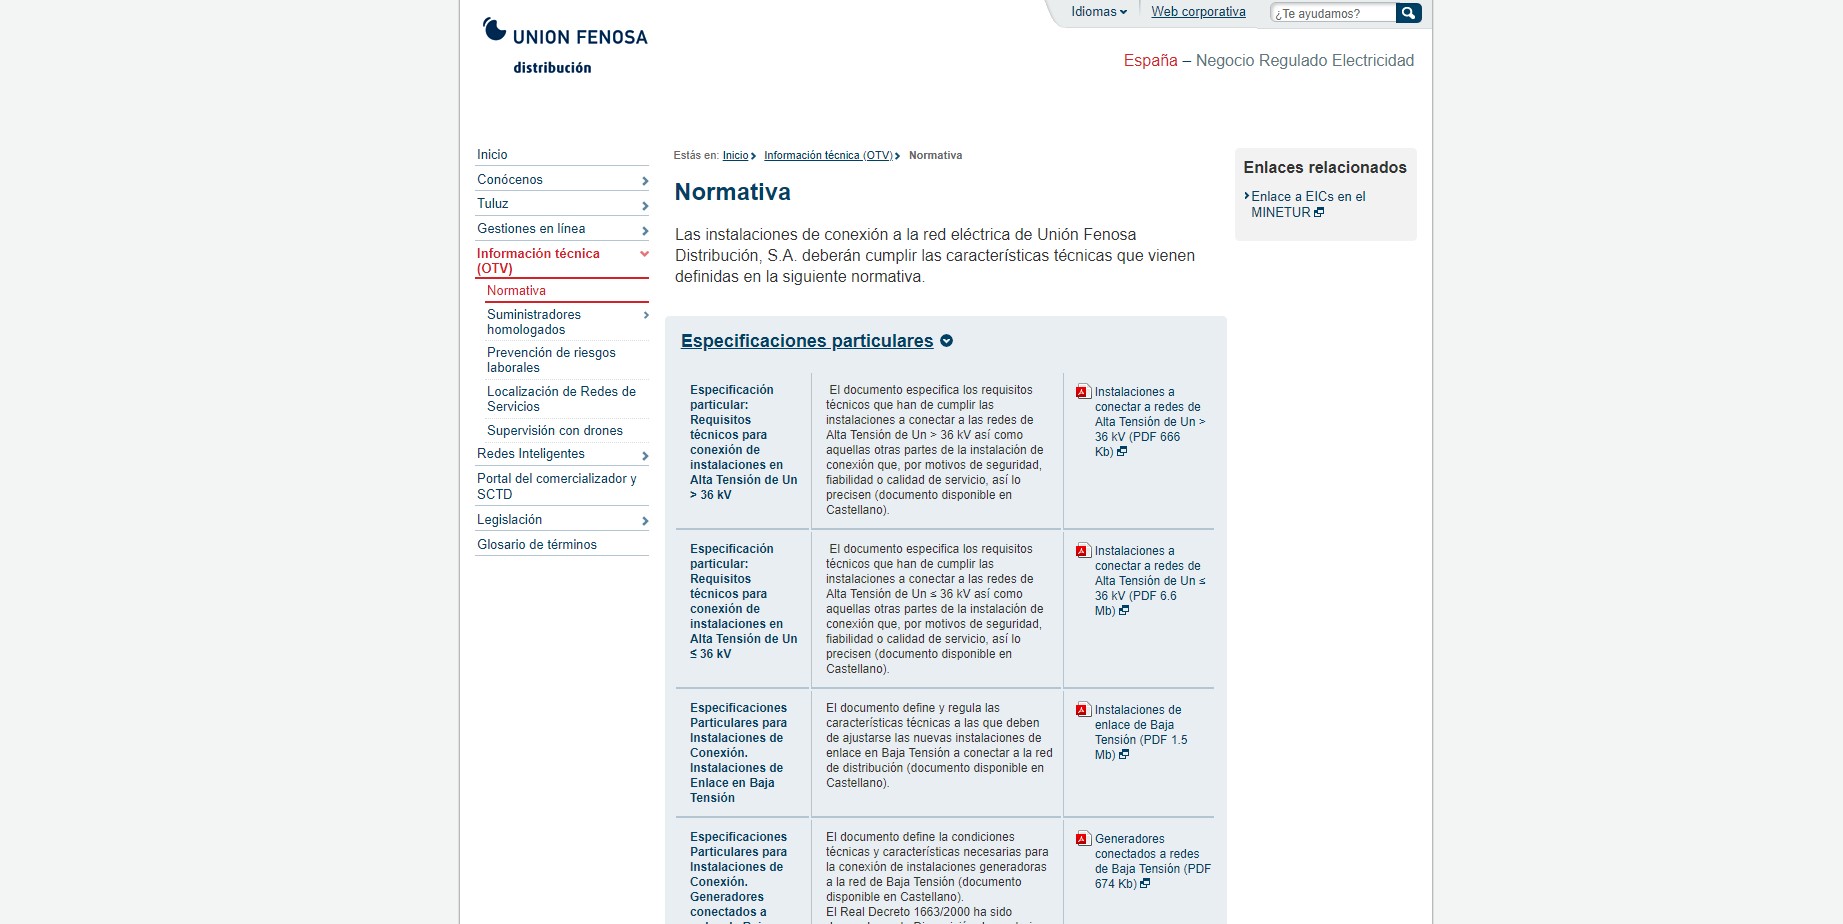 UNION FENOSA
distribución
Idiomas
Web corporativa
¿Te ayudamos?
España – Negocio Regulado Electricidad
Inicio
Conócenos
Tuluz
Gestiones en línea
Información técnica
(OTV)
Normativa
Suministradores
homologados
Prevención de riesgos
laborales
Localización de Redes de
Servicios
Supervisión con drones
Redes Inteligentes
Portal del comercializador y
SCTD
Legislación
Glosario de términos
Estás en: Inicio Información técnica (OTV) Normativa
Normativa
Las instalaciones de conexión a la red eléctrica de Unión Fenosa
Distribución, S.A. deberán cumplir las características técnicas que vienen
definidas en la siguiente normativa.
Especificaciones particulares
Especificación
particular:
Requisitos
técnicos para
conexión de
instalaciones en
Alta Tensión de Un
> 36 kV
El documento especifica los requisitos
técnicos que han de cumplir las
instalaciones a conectar a las redes de
Alta Tensión de Un > 36 kV así como
aquellas otras partes de la instalación de
conexión que, por motivos de seguridad,
fiabilidad o calidad de servicio, así lo
precisen (documento disponible en
Castellano).
Instalaciones a
conectar a redes de
Alta Tensión de Un >
36 kV (PDF 666
Kb)
Especificación
particular:
Requisitos
técnicos para
conexión de
instalaciones en
Alta Tensión de Un
≤ 36 kV
El documento especifica los requisitos
técnicos que han de cumplir las
instalaciones a conectar a las redes de
Alta Tensión de Un ≤ 36 kV así como
aquellas otras partes de la instalación de
conexión que, por motivos de seguridad,
fiabilidad o calidad de servicio, así lo
precisen (documento disponible en
Castellano).
Instalaciones a
conectar a redes de
Alta Tensión de Un ≤
36 kV (PDF 6.6
Mb)
Especificaciones
Particulares para
Instalaciones de
Conexión.
Instalaciones de
Enlace en Baja
Tensión
El documento define y regula las
características técnicas a las que deben
de ajustarse las nuevas instalaciones de
enlace en Baja Tensión a conectar a la red
de distribución (documento disponible en
Castellano).
Instalaciones de
enlace de Baja
Tensión (PDF 1.5
Mb)
Especificaciones
Particulares para
Instalaciones de
Conexión.
Generadores
conectados a
El documento define la condiciones
técnicas y características necesarias para
la conexión de instalaciones generadoras
a la red de Baja Tensión (documento
disponible en Castellano).
El Real Decreto 1663/2000 ha sido
Generadores
conectados a redes
de Baja Tensión (PDF
674 Kb)
Enlaces relacionados
Enlace a EICs en el
MINETUR